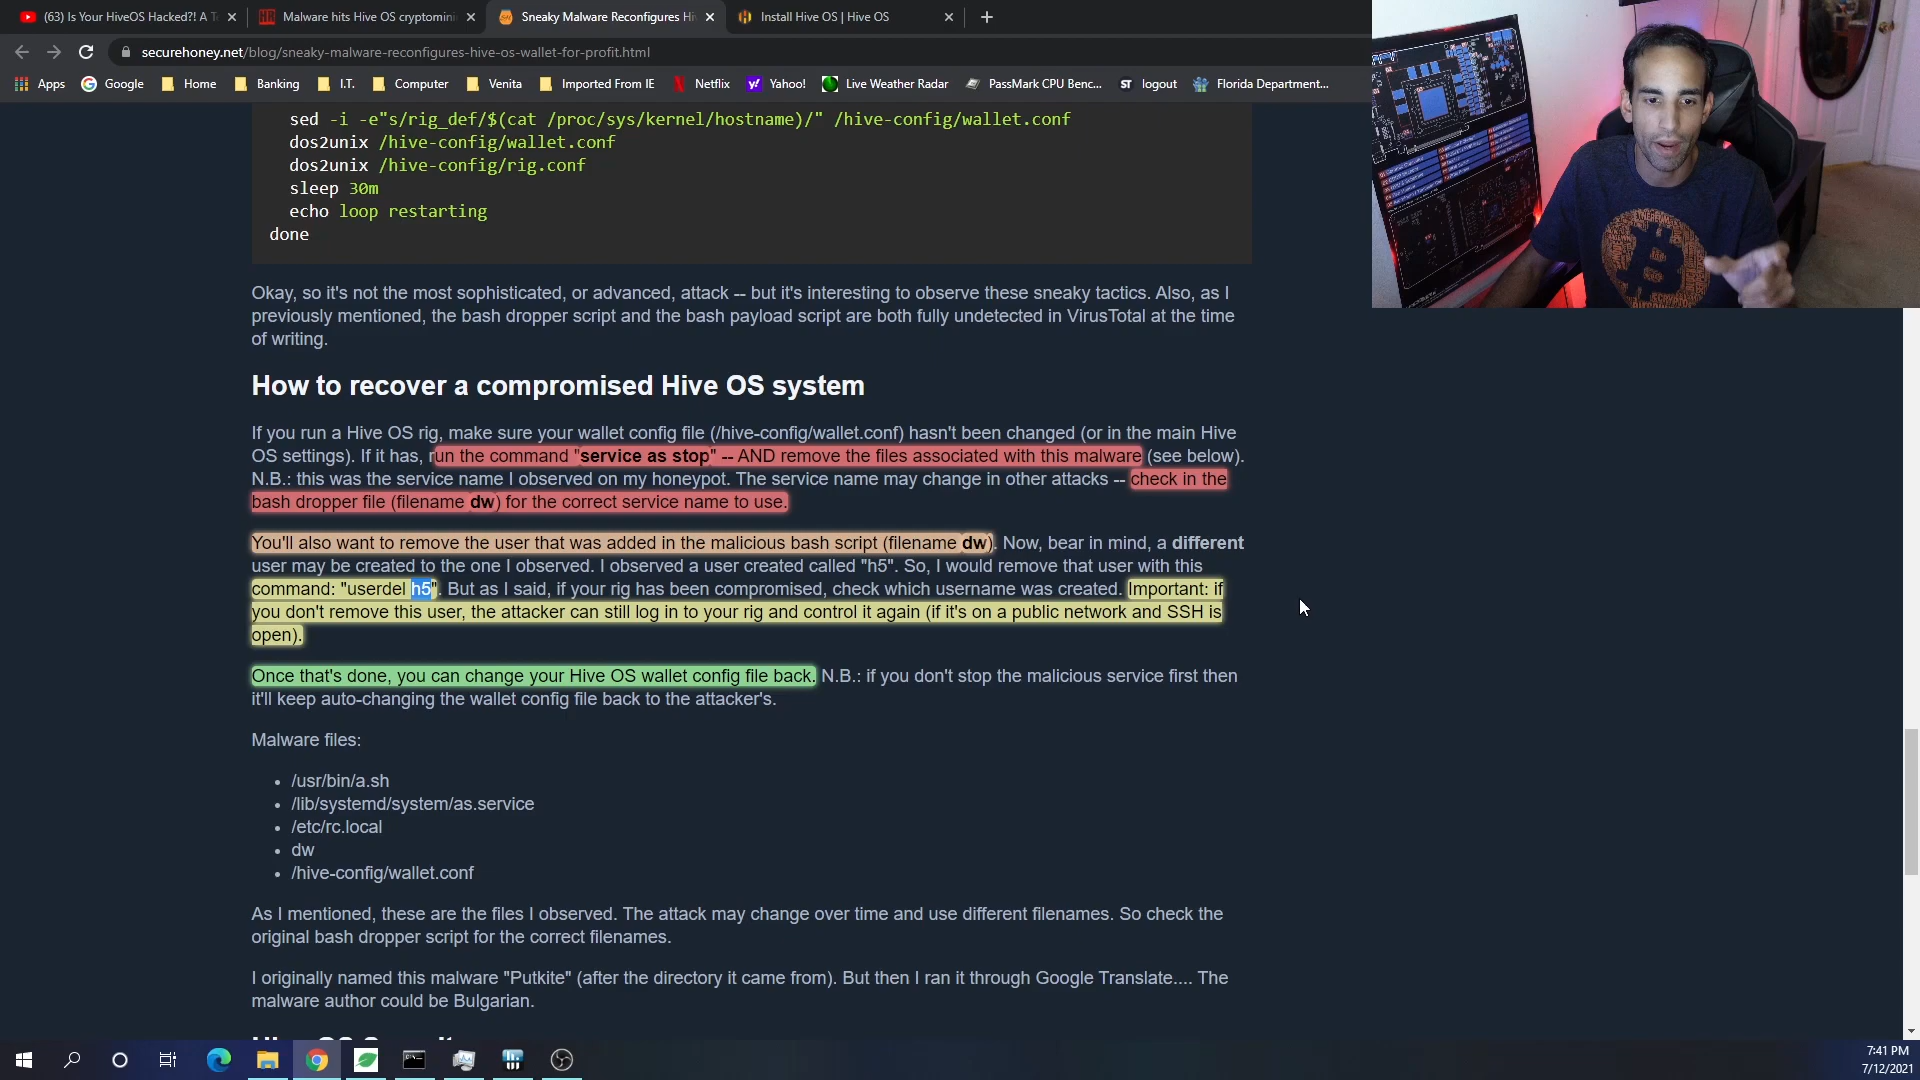 (63) Is Your HiveOS Hacked?! A T
Malware hits Hive OS cryptomini
Sneaky Malware Reconfigures Hi
Install Hive OS | Hive OS
securehoney.net/blog/sneaky-malware-reconfigures-hive-os-wallet-for-profit.html
Apps
Google
Home
Banking
I.T.
Computer
Venita
Imported From IE
Netflix
Yahoo!
Live Weather Radar
PassMark CPU Benc...
ST logout
Florida Department...
sed -i -e"s/rig_def/$(cat /proc/sys/kernel/hostname)/" /hive-config/wallet.conf
dos2unix /hive-config/wallet.conf
dos2unix /hive-config/rig.conf
sleep 30m
echo loop restarting
done
Okay, so it's not the most sophisticated, or advanced, attack -- but it's interesting to observe these sneaky tactics. Also, as I
previously mentioned, the bash dropper script and the bash payload script are both fully undetected in VirusTotal at the time
of writing.
How to recover a compromised Hive OS system
If you run a Hive OS rig, make sure your wallet config file (/hive-config/wallet.conf) hasn't been changed (or in the main Hive
OS settings). If it has, run the command "service as stop" -- AND remove the files associated with this malware (see below).
N.B.: this was the service name I observed on my honeypot. The service name may change in other attacks -- check in the
bash dropper file (filename dw) for the correct service name to use.
You'll also want to remove the user that was added in the malicious bash script (filename dw). Now, bear in mind, a different
user may be created to the one I observed. I observed a user created called "h5". So, I would remove that user with this
command: "userdel h5". But as I said, if your rig has been compromised, check which username was created. Important: if
you don't remove this user, the attacker can still log in to your rig and control it again (if it's on a public network and SSH is
open).
Once that's done, you can change your Hive OS wallet config file back. N.B.: if you don't stop the malicious service first then
it'll keep auto-changing the wallet config file back to the attacker's.
Malware files:
• /usr/bin/a.sh
• /lib/systemd/system/as.service
• /etc/rc.local
• dw
• /hive-config/wallet.conf
As I mentioned, these are the files I observed. The attack may change over time and use different filenames. So check the
original bash dropper script for the correct filenames.
I originally named this malware "Putkite" (after the directory it came from). But then I ran it through Google Translate.... The
malware author could be Bulgarian.
7:41 PM
7/12/2021